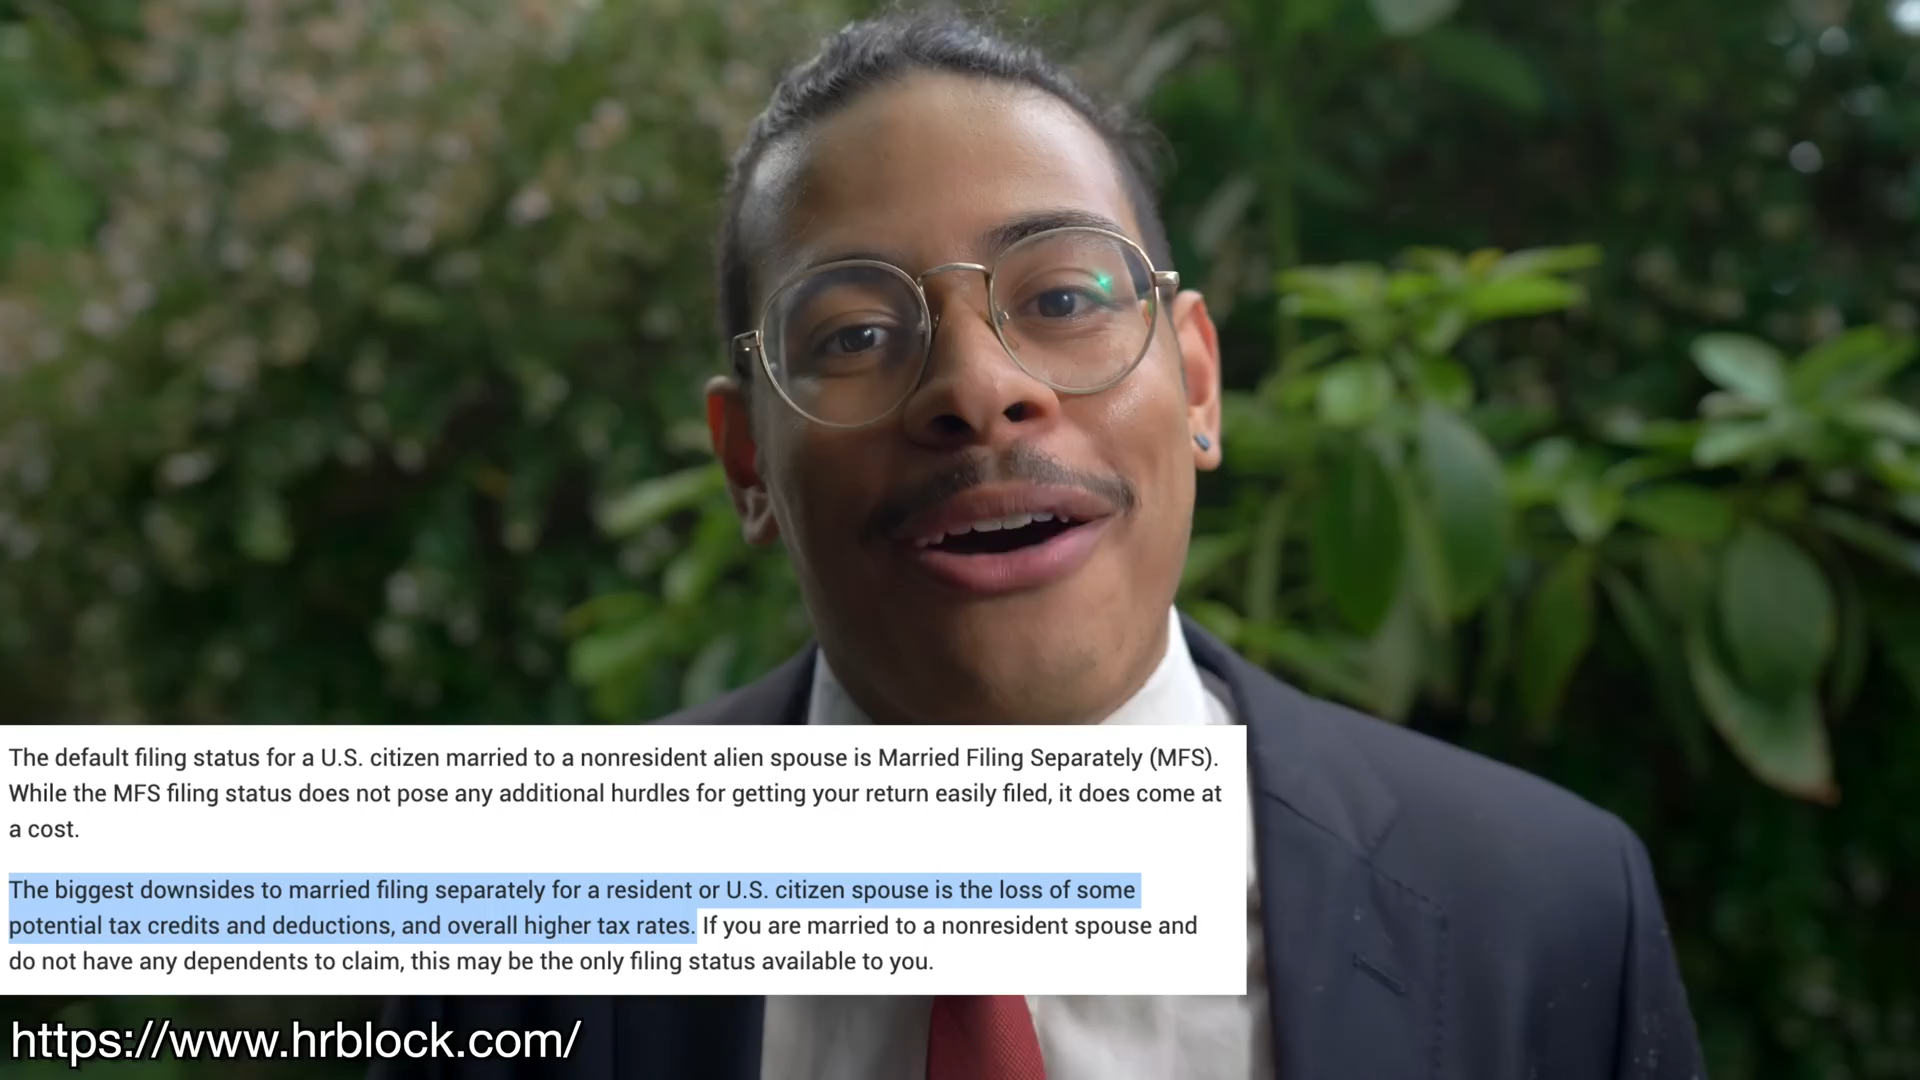 The default filing status for a U.S. citizen married to a nonresident alien spouse is Married Filing Separately (MFS).
While the MFS filing status does not pose any additional hurdles for getting your return easily filed, it does come at
a cost.
The biggest downsides to married filing separately for a resident or U.S. citizen spouse is the loss of some
potential tax credits and deductions, and overall higher tax rates. If you are married to a nonresident spouse and
do not have any dependents to claim, this may be the only filing status available to you.
https://www.hrblock.com/